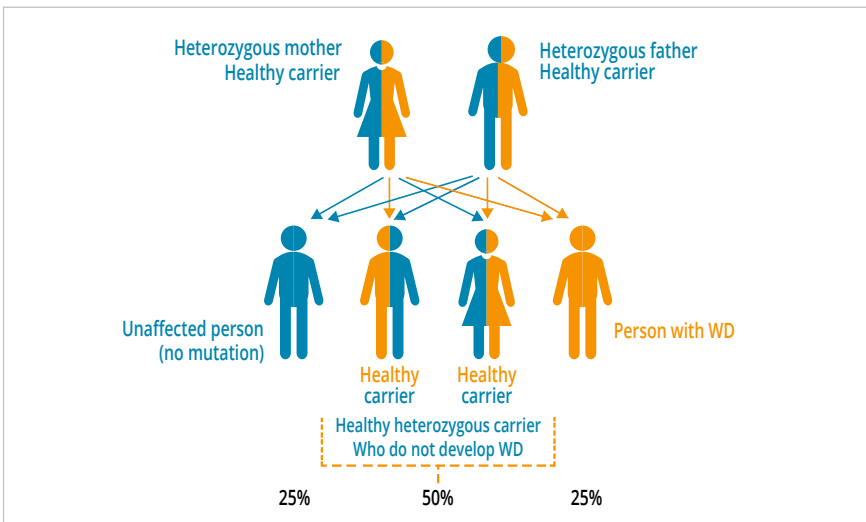 Heterozygous mother
Healthy carrier
Heterozygous father
Healthy carrier
Unaffected person
(no mutation)
Healthy
carrier
Healthy
carrier
Person with WD
Healthy heterozygous carrier
Who do not develop WD
25%
50%
25%